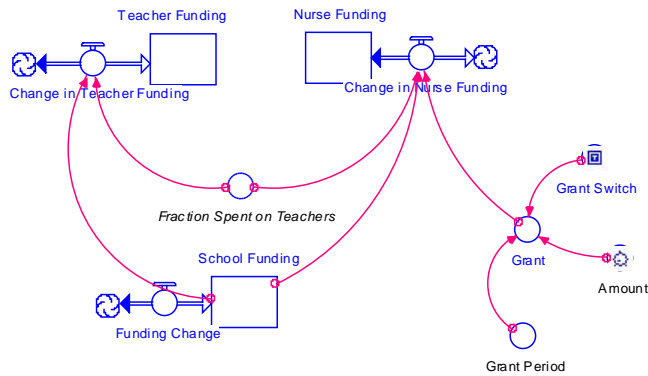 Teacher Funding
Nurse Funding
Change in Teacher Funding
Change in Nurse Funding
Grant Switch
Fraction Spent on Teachers
School Funding
Grant
Amount
Funding Change
Grant Period